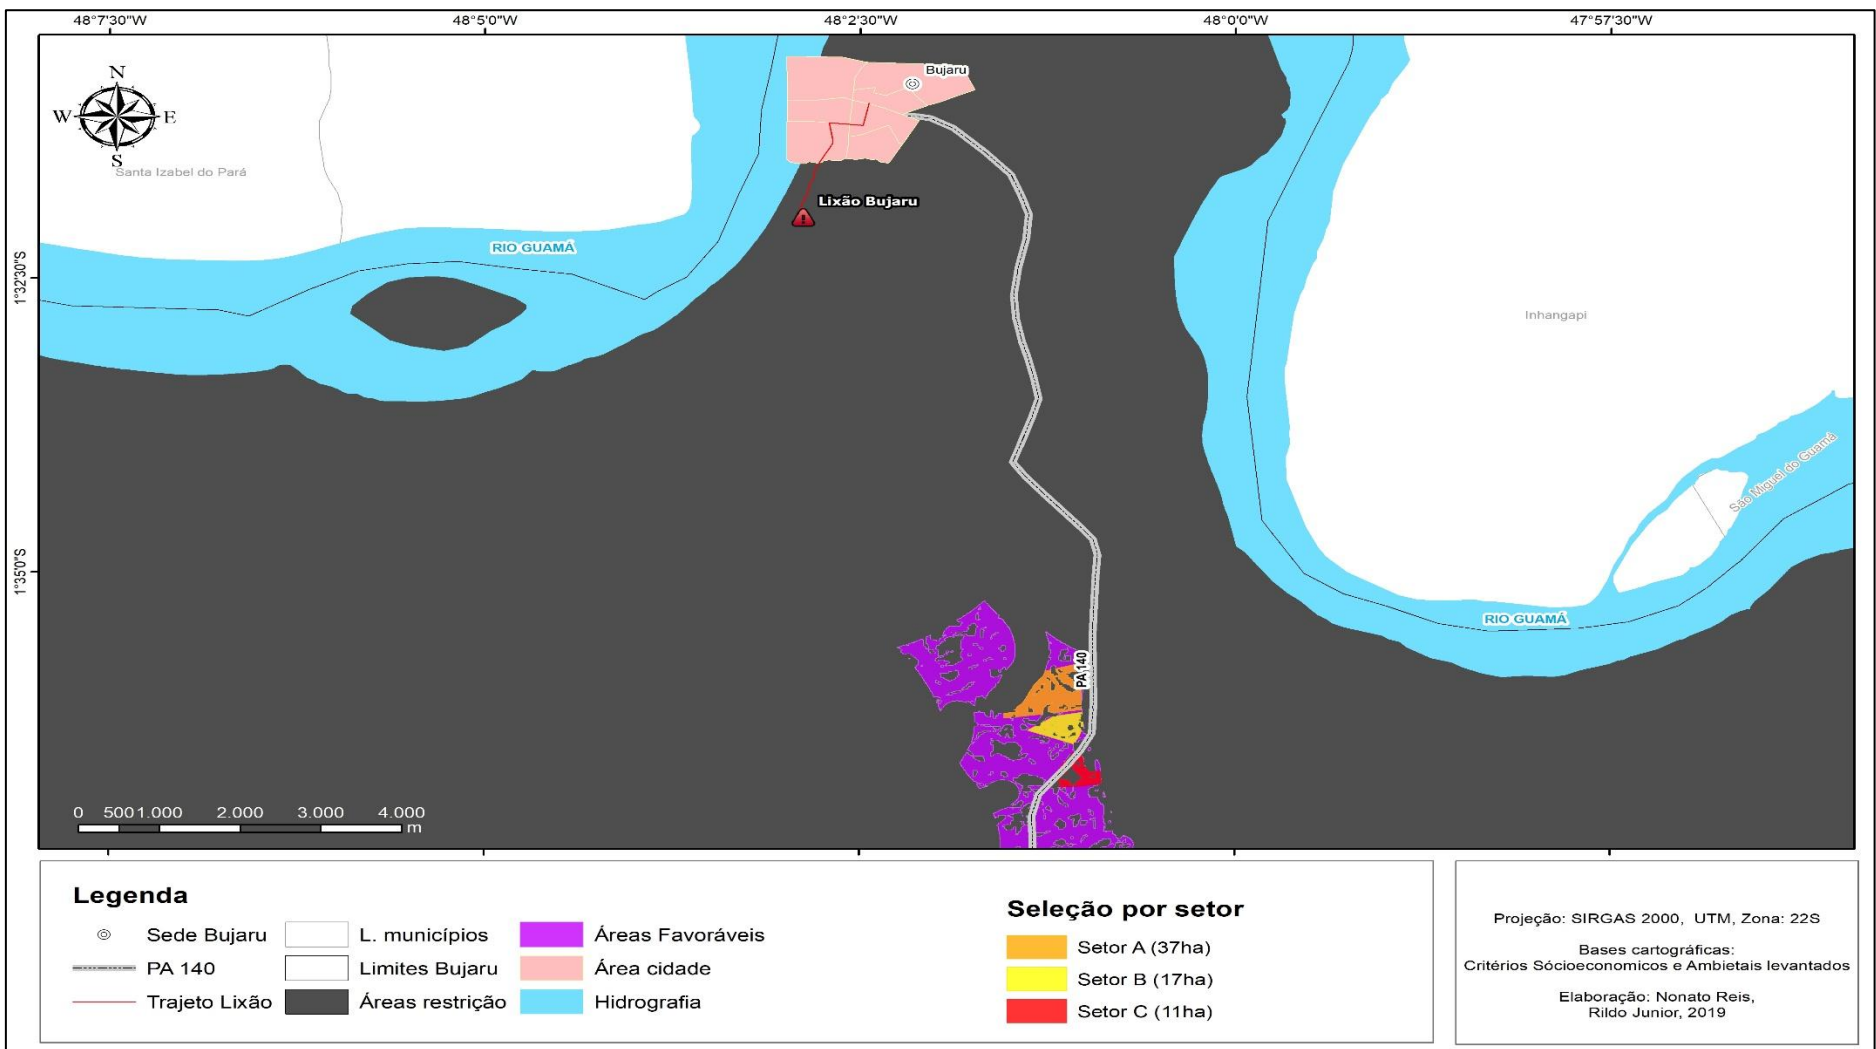 48°7'30"W
48°5'0"W
48°2'30"W
48°0'0"W
47°57'30"W
N
W
E
S
Bujaru
Santa Izabel do Pará
Lixão Bujaru
RIO GUAMÁ
1°32'30"S
Inhangapi
São Miguel do Guamá
1°35'0"S
RIO GUAMÁ
PA 140
0 500 1.000 2.000 3.000 4.000
m
Legenda
Sede Bujaru
L. municípios
Áreas Favoráveis
PA 140
Limites Bujaru
Área cidade
Trajeto Lixão
Áreas restrição
Hidrografia
Seleção por setor
Setor A (37ha)
Setor B (17ha)
Setor C (11ha)
Projeção: SIRGAS 2000, UTM, Zona: 22S
Bases cartográficas:
Critérios Sócioeconomicos e Ambietais levantados
Elaboração: Nonato Reis,
Rildo Junior, 2019